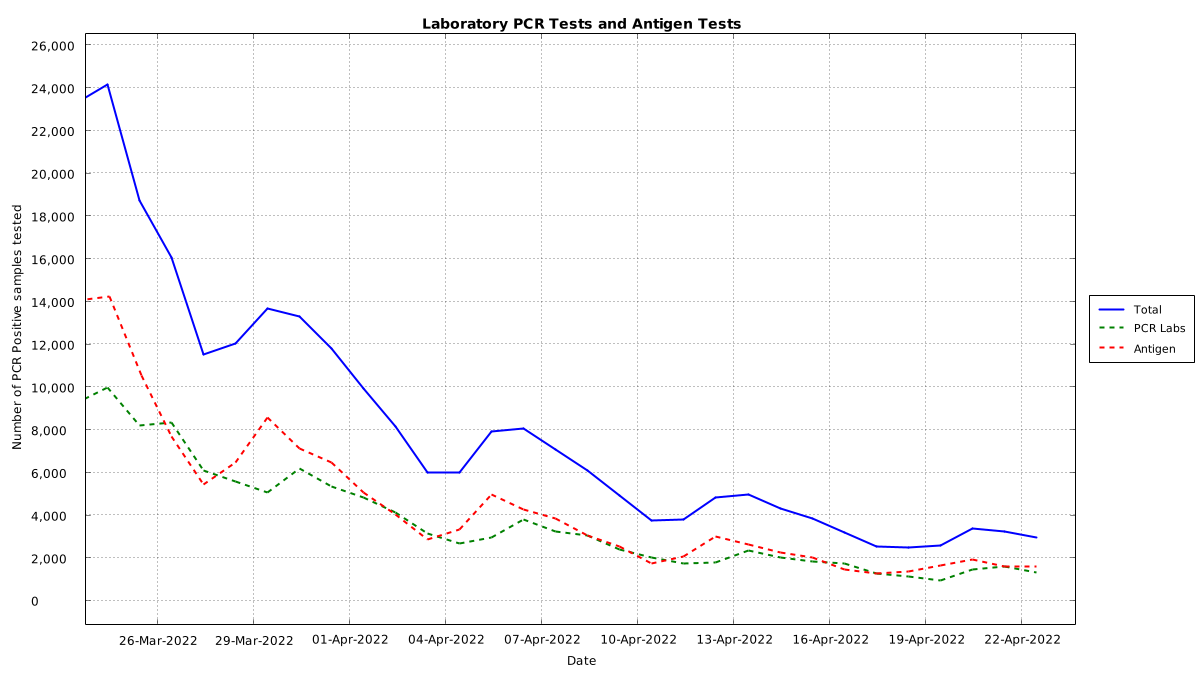 Laboratory PCR Tests and Antigen Tests
26,000
24,000
22,000
20,000
18,000
16,000
14,000
12,000
10,000
8,000
6,000
4,000
2,000
0
Number of PCR Positive samples tested
26-Mar-2022 29-Mar-2022 01-Apr-2022 04-Apr-2022 07-Apr-2022 10-Apr-2022 13-Apr-2022 16-Apr-2022 19-Apr-2022 22-Apr-2022
Date
Total
PCR Labs
Antigen